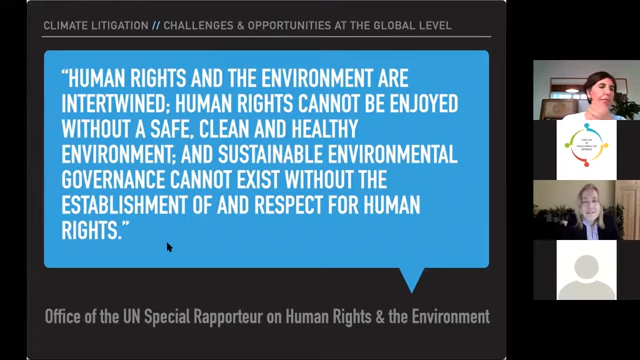 CLIMATE LITIGATION // CHALLENGES & OPPORTUNITIES AT THE GLOBAL LEVEL
“HUMAN RIGHTS AND THE ENVIRONMENT ARE
INTERTWINED; HUMAN RIGHTS CANNOT BE ENJOYED
WITHOUT A SAFE, CLEAN AND HEALTHY
ENVIRONMENT; AND SUSTAINABLE ENVIRONMENTAL
GOVERNANCE CANNOT EXIST WITHOUT THE
ESTABLISHMENT OF AND RESPECT FOR HUMAN
RIGHTS.”
Office of the UN Special Rapporteur on Human Rights & the Environment